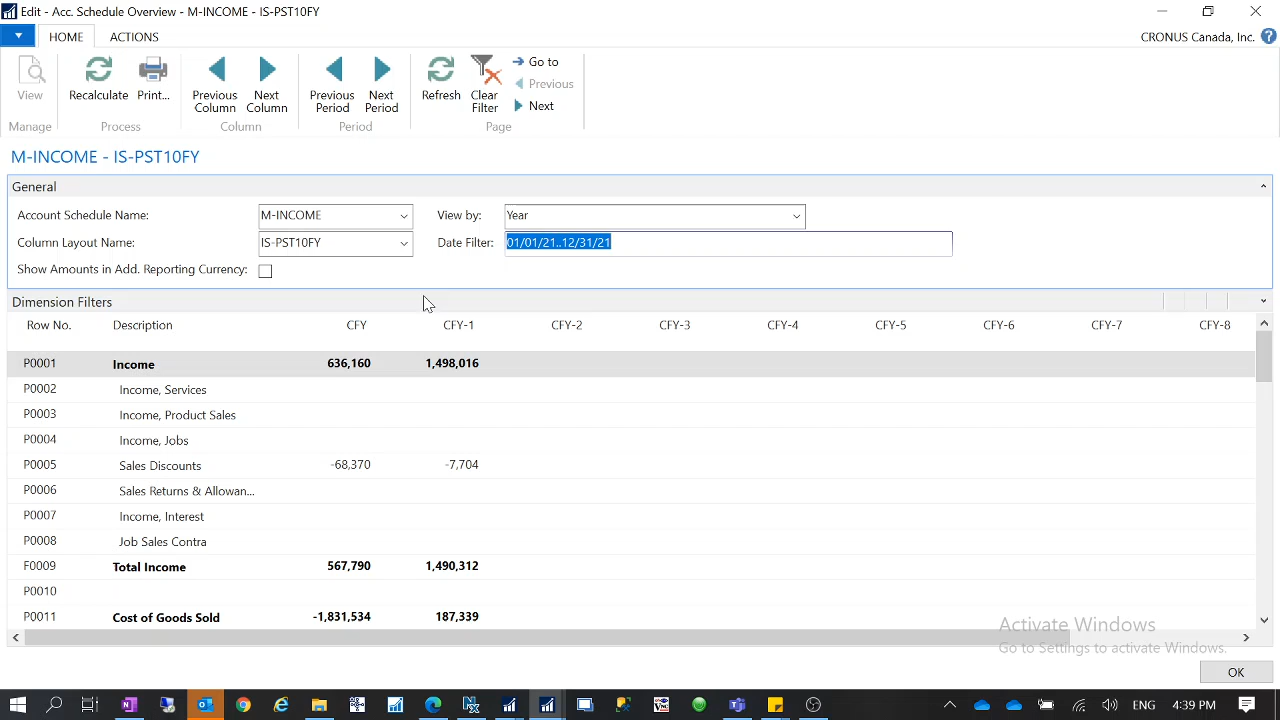 Edit - Acc. Schedule Overview - M-INCOME - IS-PST10FY
HOME ACTIONS CRONUS Canada, Inc. ?
View Recalculate Print... Previous Column Next Column Previous Period Next Period Refresh Clear Filter Go to
Previous
Next
Manage Process Column Period Page
M-INCOME - IS-PST10FY
General
Account Schedule Name: M-INCOME View by: Year
Column Layout Name: IS-PST10FY Date Filter: 01/01/21..12/31/21
Show Amounts in Add. Reporting Currency:
Dimension Filters
Row No. Description CFY CFY-1 CFY-2 CFY-3 CFY-4 CFY-5 CFY-6 CFY-7 CFY-8
P0001 Income 636,160 1,498,016
P0002 Income, Services
P0003 Income, Product Sales
P0004 Income, Jobs
P0005 Sales Discounts -68,370 -7,704
P0006 Sales Returns & Allowan...
P0007 Income, Interest
P0008 Job Sales Contra
F0009 Total Income 567,790 1,490,312
P0010
P0011 Cost of Goods Sold -1,831,534 187,339
Activate Windows
Go to Settings to activate Windows.
OK
ENG 4:39 PM